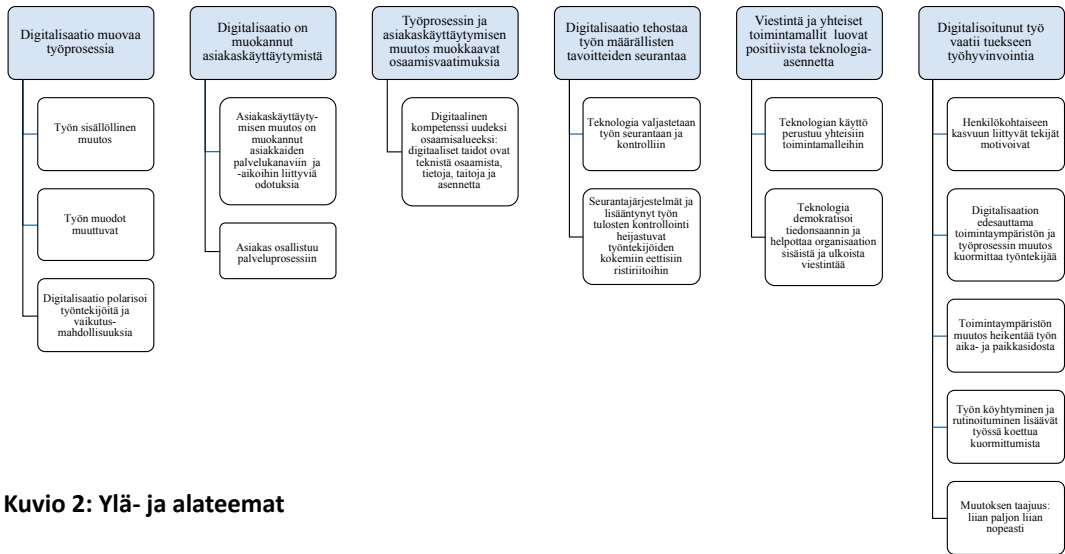 Digitalisaatio muovaa
työprosessia
Työn sisällöllinen
muutos
Työn muodot
muuttuvat
Digitalisaatio polarisoi
työntekijöitä ja
vaikutus-
mahdollisuuksia
Digitalisaatio on
muokannut
asiakaskäyttäytymistä
Asiakaskäyttäyty-
misen muutos on
muokannut
asiakkaiden
palvelukanaviin ja
-aikoihin liittyviä
odotuksia
Asiakas osallistuu
palveluprosessiin
Työprosessin ja
asiakaskäyttäytymisen
muutos muokkaavat
osaamisvaatimuksia
Digitaalinen
kompetenssi uudeksi
osaamisalueeksi:
digitaaliset taidot ovat
teknistä osaamista,
tietoja, taitoja ja
asennetta
Digitalisaatio tehostaa
työn määrällisten
tavoitteiden seurantaa
Teknologia valjastetaan
työn seurantaan ja
kontrolliin
Seurantajärjestelmät ja
lisääntynyt työn
tulosten kontrollointi
heijastuvat
työntekijöiden
kokemiin eettisiin
ristiriitoihin
Viestintä ja yhteiset
toimintamallit luovat
positiivista teknologia-
asennetta
Teknologian käyttö
perustuu yhteisiin
toimintamalleihin
Teknologia
demokratisoi
tiedonsaannin ja
helpottaa organisaation
sisäistä ja ulkoista
viestintää
Digitalisoitunut työ
vaatii tuekseen
työhyvinvointia
Henkilökohtaiseen
kasvuun liittyvät tekijät
motivoivat
Digitalisaation
edesauttama
toimintaympäristön ja
työprosessin muutos
kuormittaa työntekijää
Toimintaympäristön
muutos heikentää työn
aika- ja paikkasidosta
Työn köyhtyminen ja
rutinoituminen lisäävät
työssä koettua
kuormittumista
Muutoksen taajuus:
liian paljon liian
nopeasti
Kuvio 2: Ylä- ja alateemat